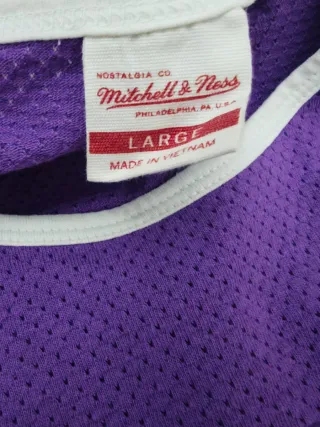 NOSTALGIA CO.
Mitchell & Ness
PHILADELPHIA, PA. U.S.A
LARGE
MADE IN VIETNAM